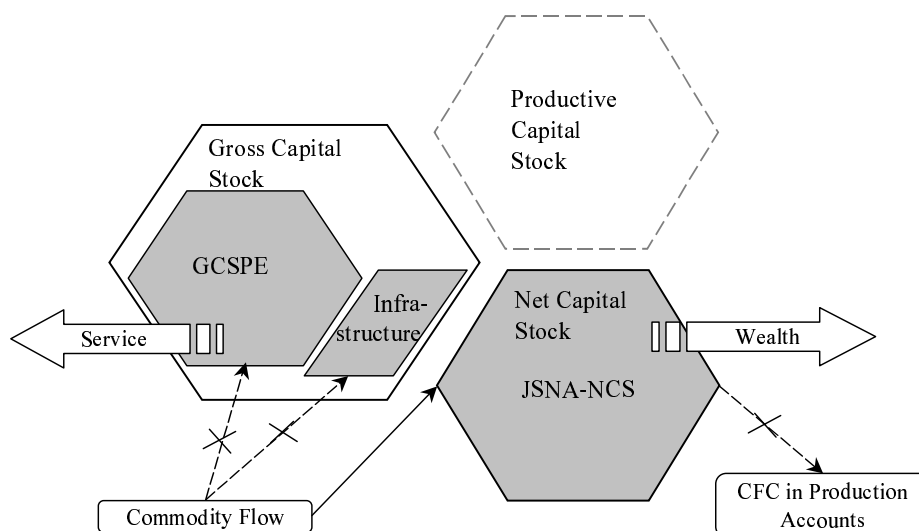 Productive
Capital
Stock
Gross Capital
Stock
GCSPE
Infra-
structure
Net Capital
Stock
JSNA-NCS
Service
Wealth
Commodity Flow
CFC in Production
Accounts